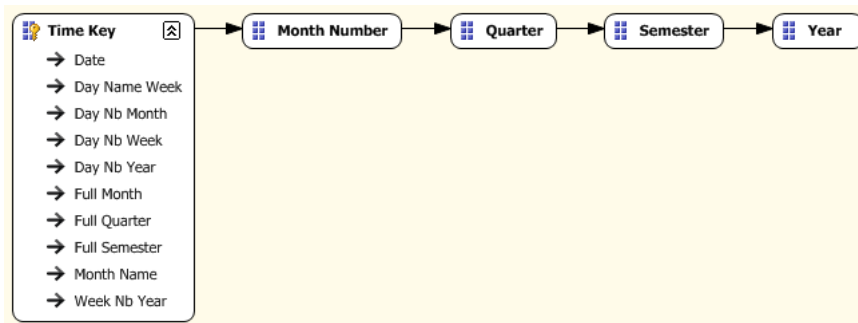 Time Key
Month Number
Quarter
Semester
Year
Date
Day Name Week
Day Nb Month
Day Nb Week
Day Nb Year
Full Month
Full Quarter
Full Semester
Month Name
Week Nb Year